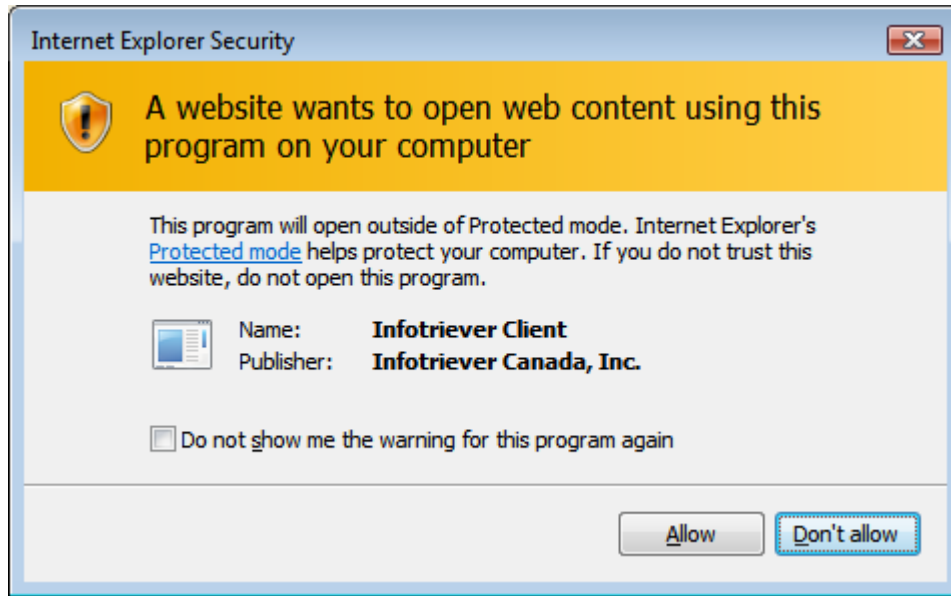 Internet Explorer Security
A website wants to open web content using this
program on your computer
This program will open outside of Protected mode. Internet Explorer's
Protected mode helps protect your computer. If you do not trust this
website, do not open this program.
Name: Infotriever Client
Publisher: Infotriever Canada, Inc.
Do not show me the warning for this program again
Allow Don't allow